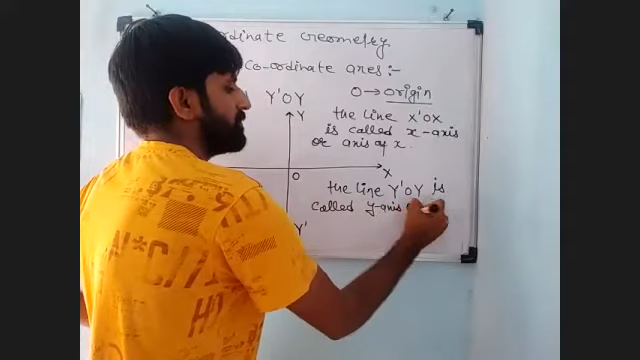 ordinate Greometry
Co-ordinate axes :-
Y'OY
O → origin
Y
the line X'OX
is called x-axis
or axis of x.
X
O
the line Y'OY is
called y-axis
Y'